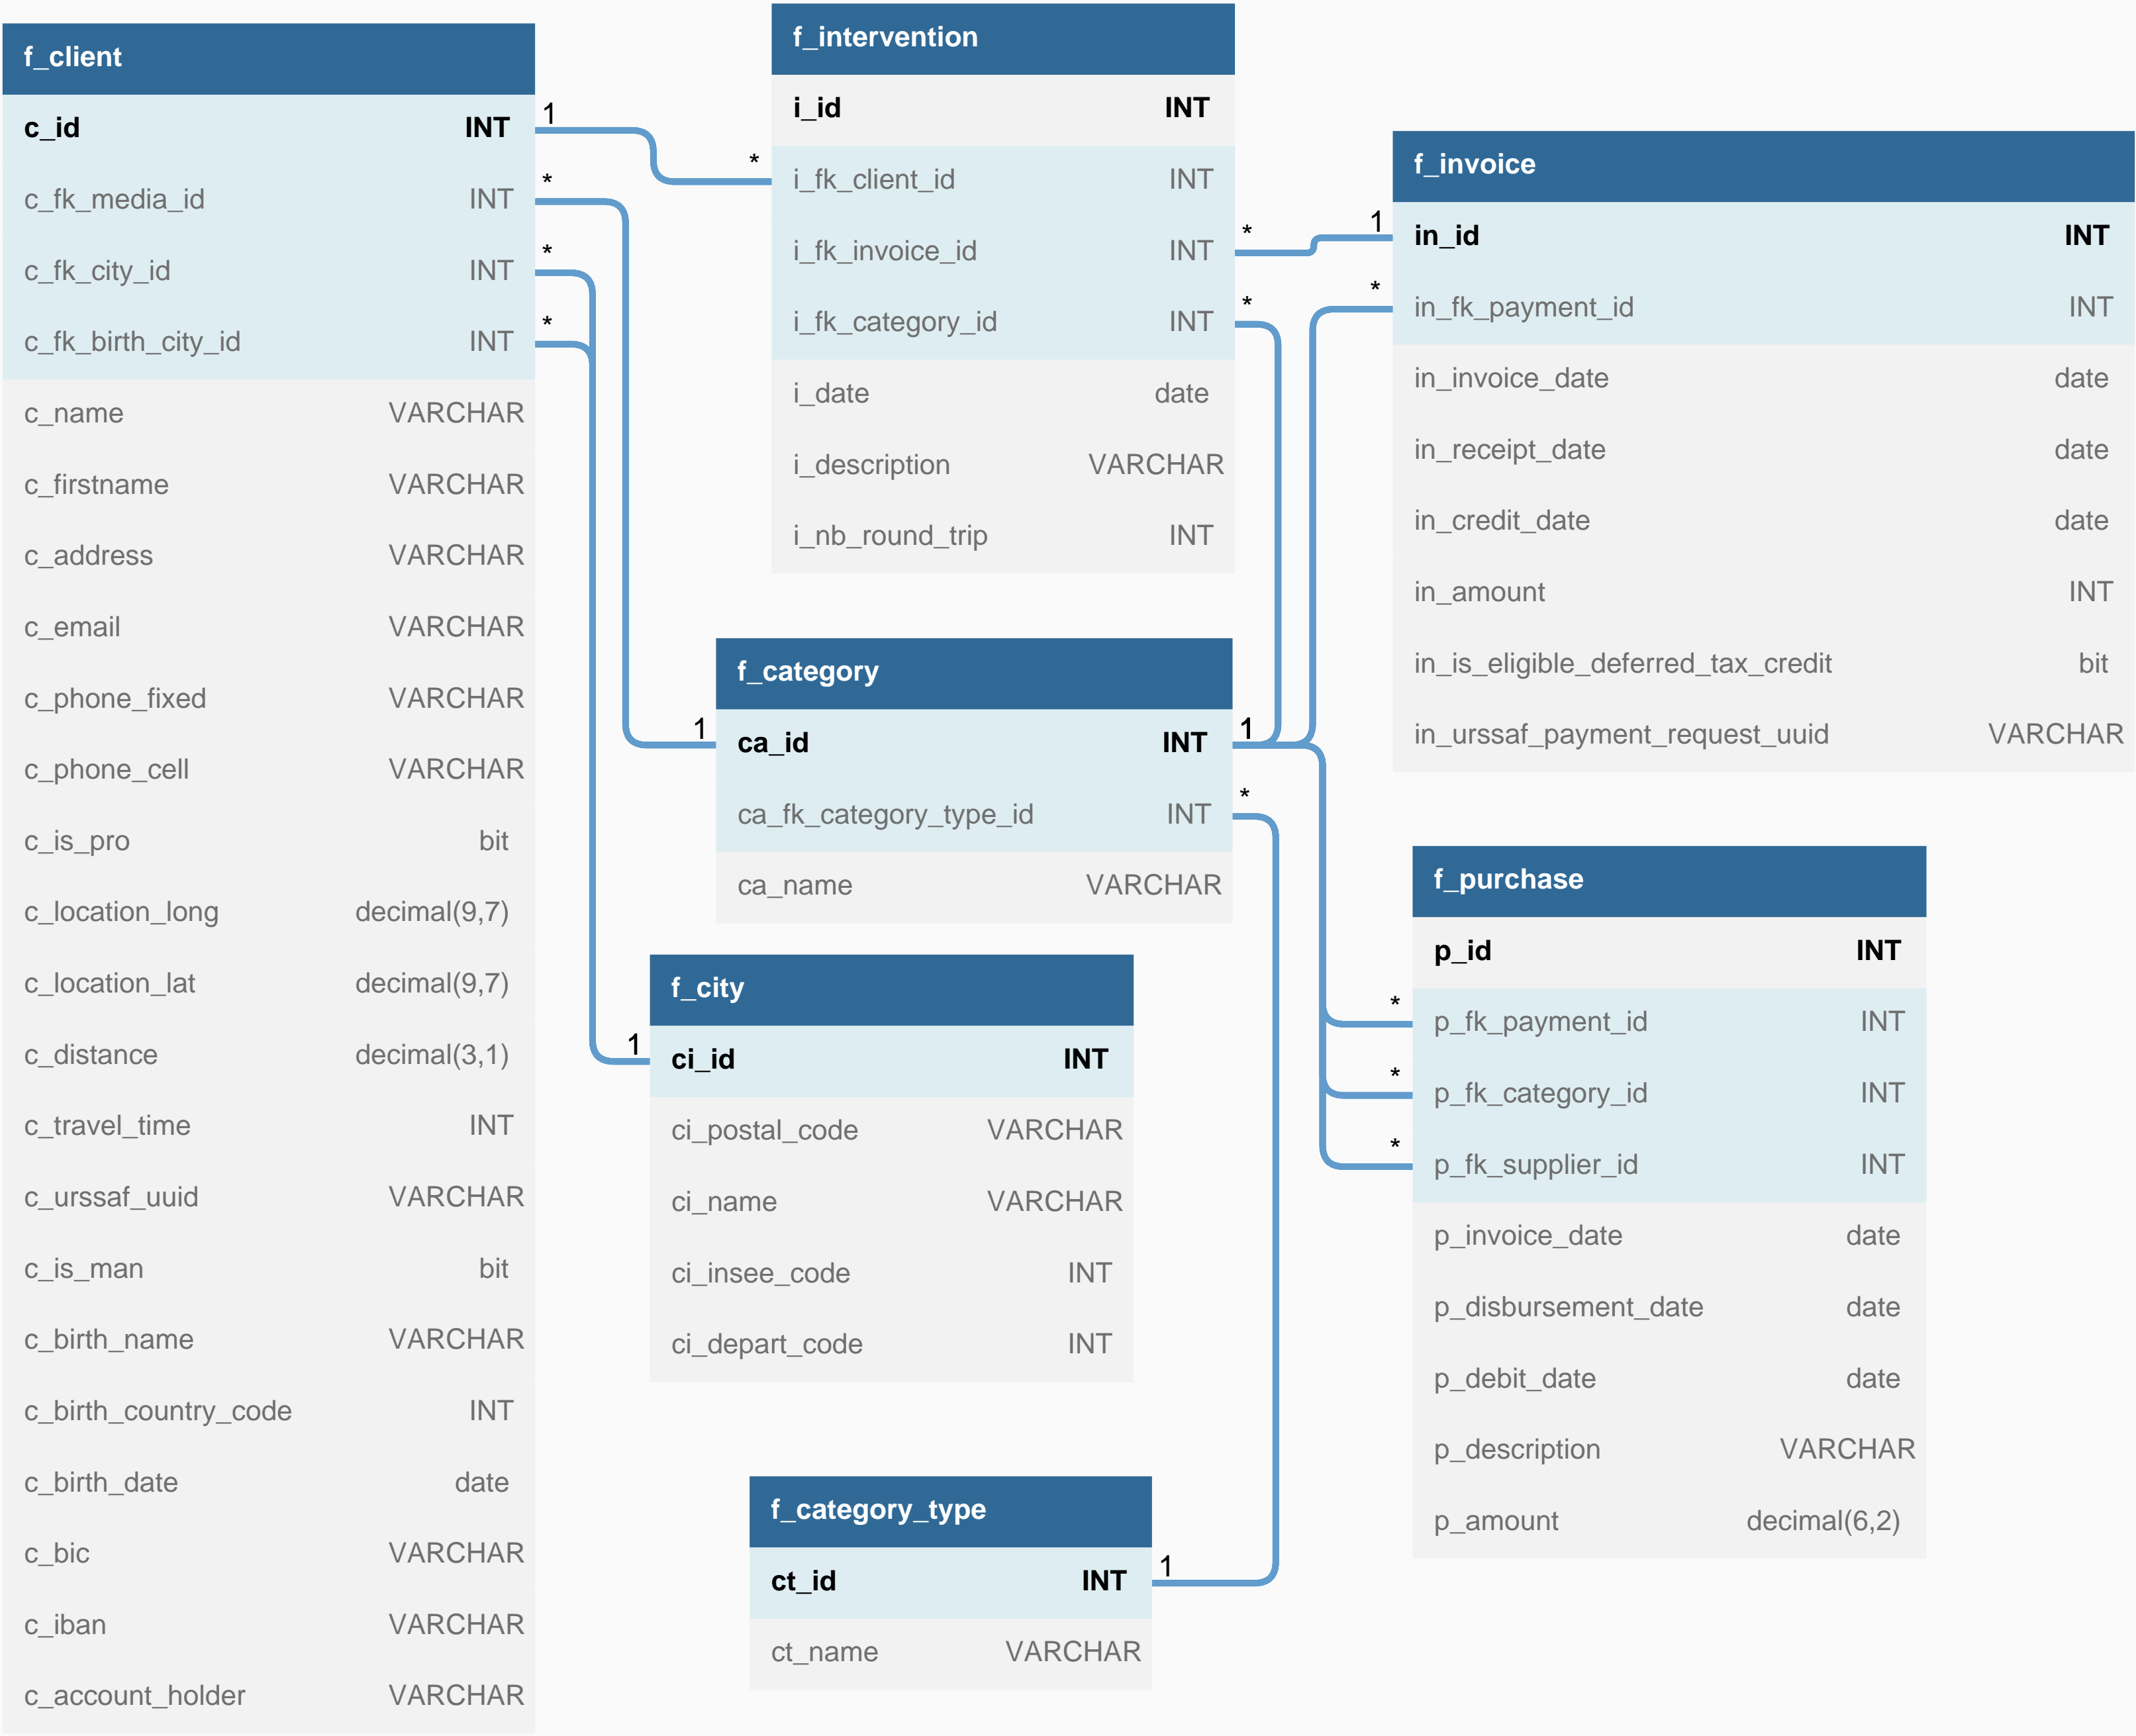 f_client
c_id INT
c_fk_media_id INT
c_fk_city_id INT
c_fk_birth_city_id INT
c_name VARCHAR
c_firstname VARCHAR
c_address VARCHAR
c_email VARCHAR
c_phone_fixed VARCHAR
c_phone_cell VARCHAR
c_is_pro bit
c_location_long decimal(9,7)
c_location_lat decimal(9,7)
c_distance decimal(3,1)
c_travel_time INT
c_urssaf_uuid VARCHAR
c_is_man bit
c_birth_name VARCHAR
c_birth_country_code INT
c_birth_date date
c_bic VARCHAR
c_iban VARCHAR
c_account_holder VARCHAR
1
*
*
*
f_intervention
i_id INT
* i_fk_client_id INT
i_fk_invoice_id INT *
i_fk_category_id INT *
i_date date
i_description VARCHAR
i_nb_round_trip INT
f_category
1 ca_id INT 1
ca_fk_category_type_id INT *
ca_name VARCHAR
f_city
1 ci_id INT
ci_postal_code VARCHAR
ci_name VARCHAR
ci_insee_code INT
ci_depart_code INT
f_category_type
ct_id INT 1
ct_name VARCHAR
f_invoice
1 in_id INT
* in_fk_payment_id INT
in_invoice_date date
in_receipt_date date
in_credit_date date
in_amount INT
in_is_eligible_deferred_tax_credit bit
in_urssaf_payment_request_uuid VARCHAR
f_purchase
p_id INT
* p_fk_payment_id INT
* p_fk_category_id INT
* p_fk_supplier_id INT
p_invoice_date date
p_disbursement_date date
p_debit_date date
p_description VARCHAR
p_amount decimal(6,2)